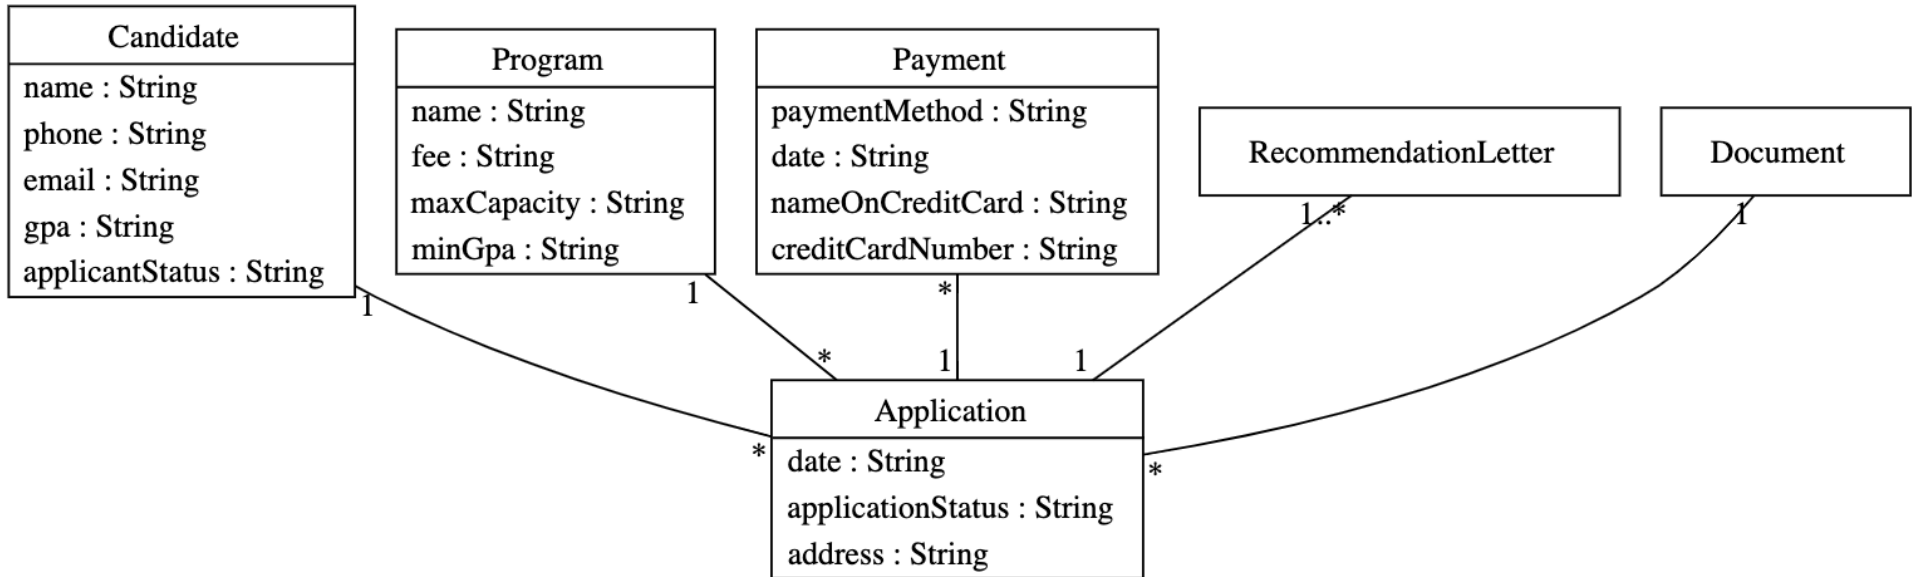 Candidate
name : String
phone : String
email : String
gpa : String
applicantStatus : String
Program
name : String
fee : String
maxCapacity : String
minGpa : String
Payment
paymentMethod : String
date : String
nameOnCreditCard : String
creditCardNumber : String
RecommendationLetter
Document
1
1
*
1..*
1
*
1
1
*
*
Application
date : String
applicationStatus : String
address : String